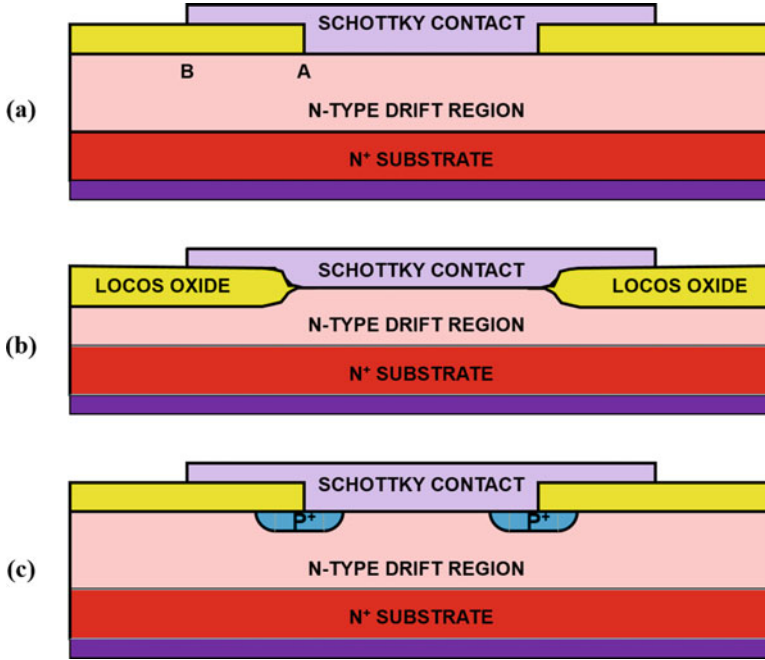 SCHOTTKY CONTACT
B A
(a)
N-TYPE DRIFT REGION
N⁺ SUBSTRATE
SCHOTTKY CONTACT
LOCOS OXIDE LOCOS OXIDE
N-TYPE DRIFT REGION
(b)
N⁺ SUBSTRATE
SCHOTTKY CONTACT
P⁺ P⁺
(c)
N-TYPE DRIFT REGION
N⁺ SUBSTRATE